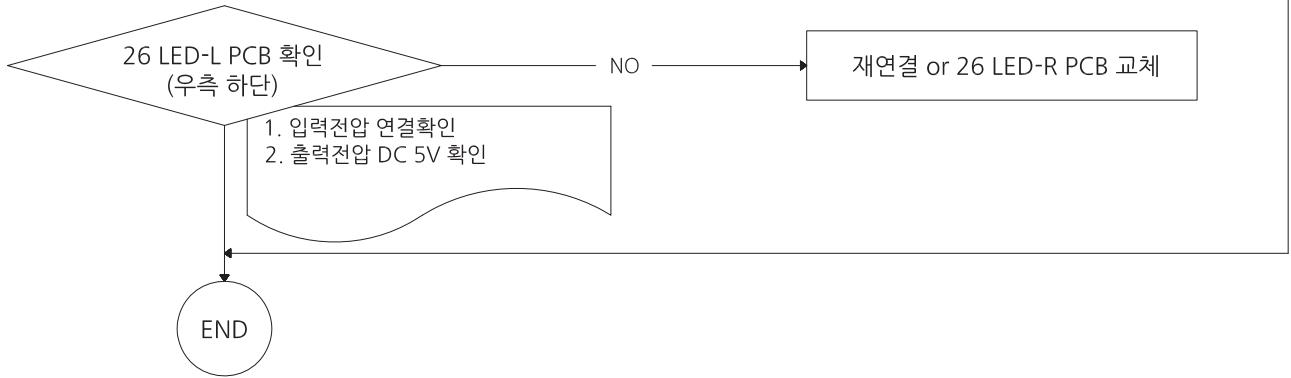 26 LED-L PCB 확인
(우측 하단)
NO
재연결 or 26 LED-R PCB 교체
1. 입력전압 연결확인
2. 출력전압 DC 5V 확인
END